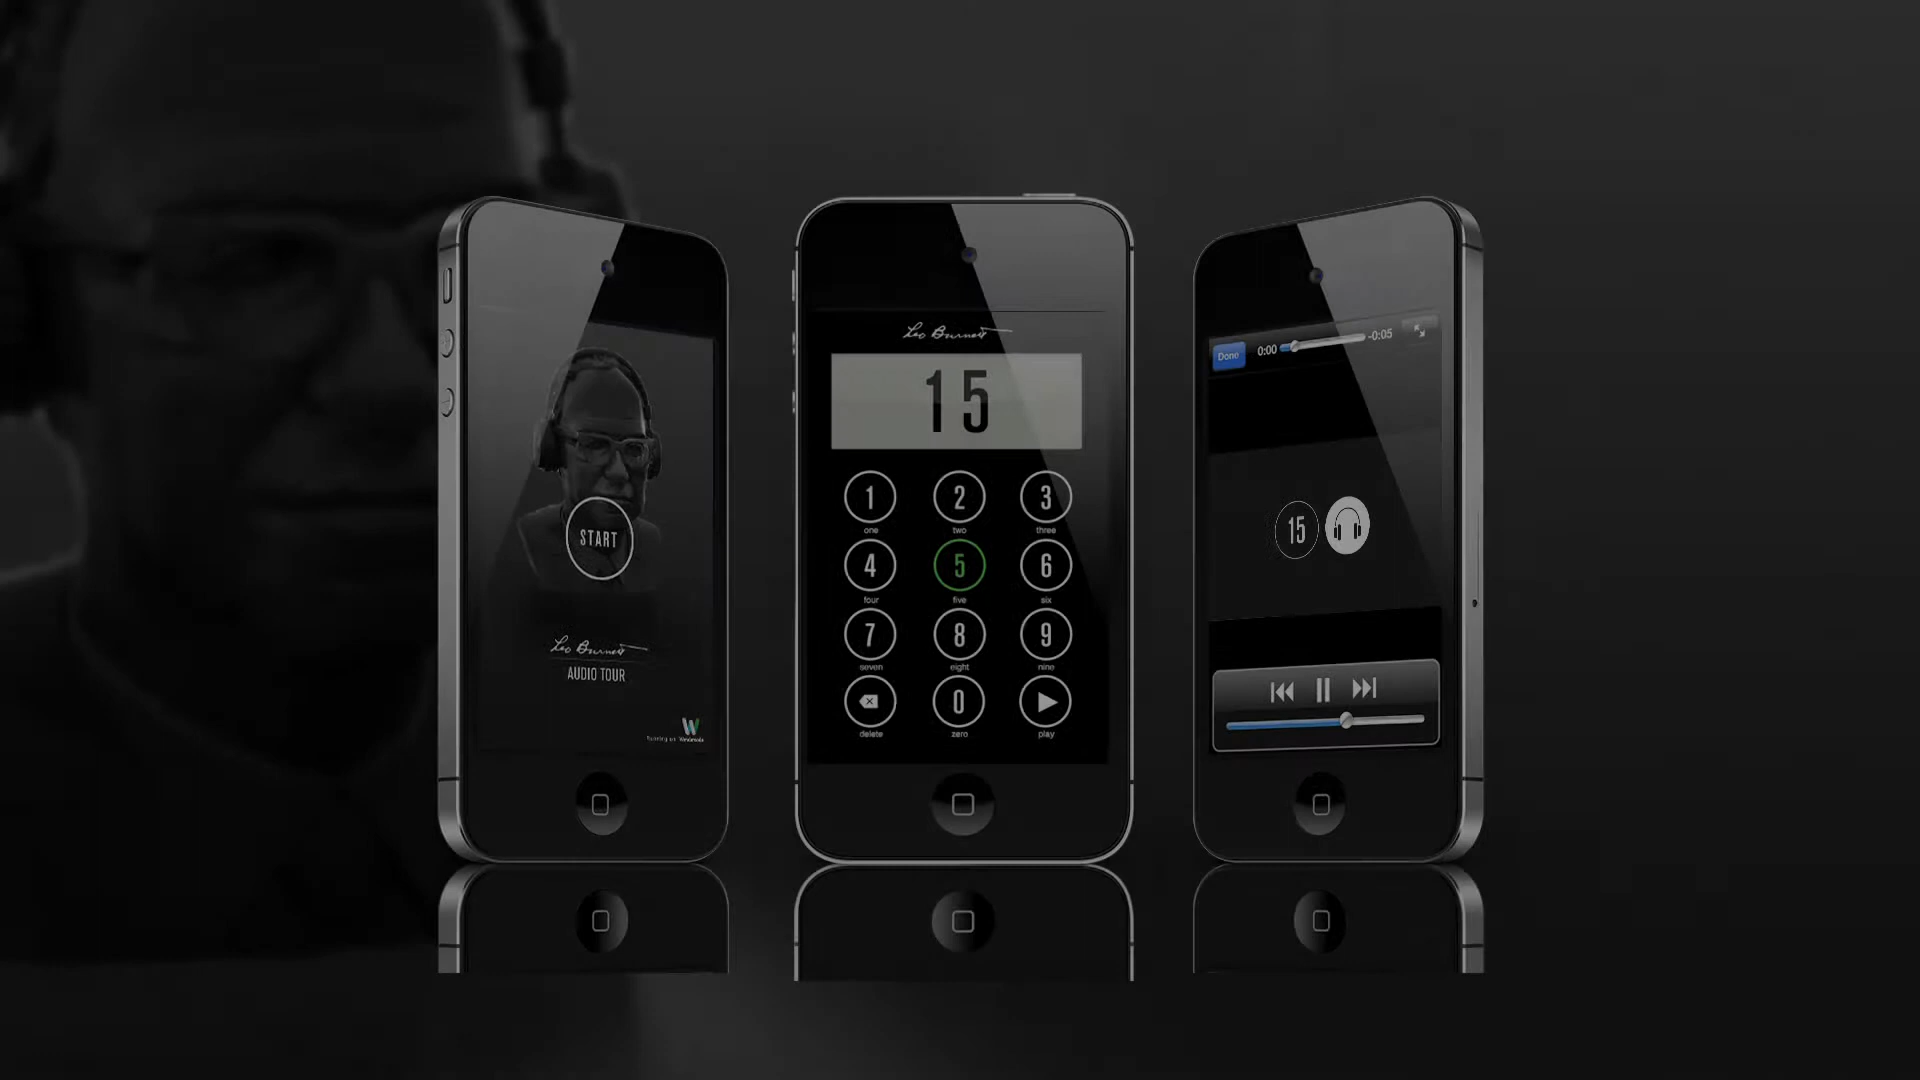 START
Leo Burnett
AUDIO TOUR
W
Leo Burnett
15
1 2 3
one two three
4 5 6
four five six
7 8 9
seven eight nine
0
delete zero play
Done 0:00 -0:05
15